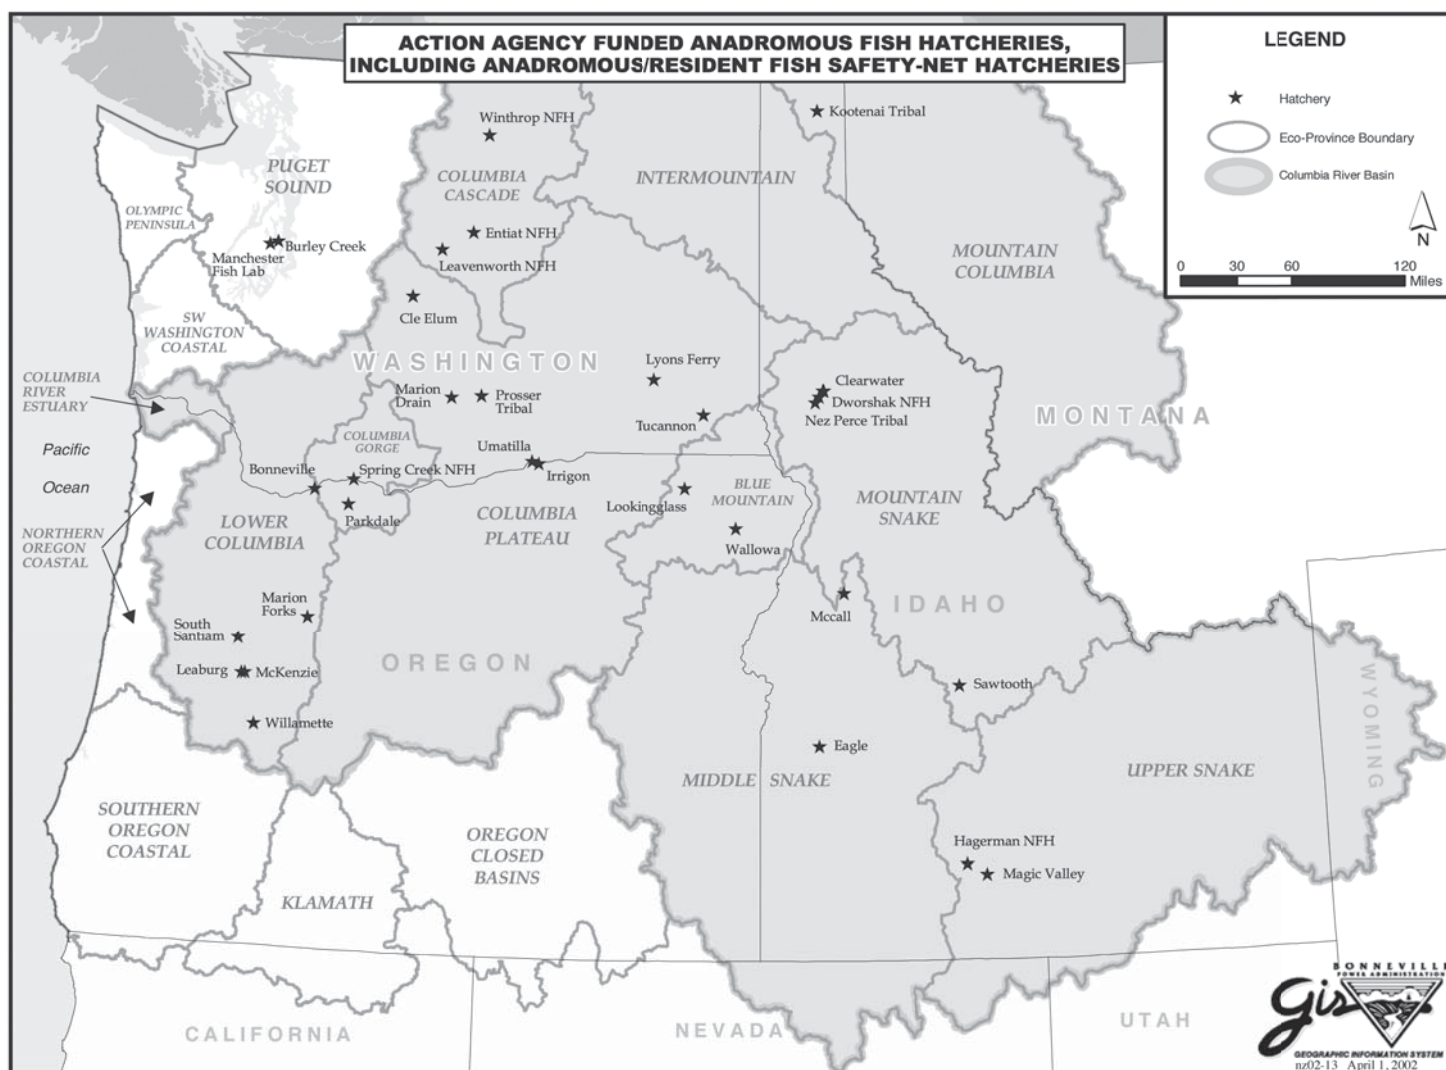 ACTION AGENCY FUNDED ANADROMOUS FISH HATCHERIES,
INCLUDING ANADROMOUS/RESIDENT FISH SAFETY-NET HATCHERIES
LEGEND
Hatchery
Eco-Province Boundary
Columbia River Basin
N
0 30 60 120
Miles
Winthrop NFH
Kootenai Tribal
PUGET
SOUND
COLUMBIA
CASCADE
INTERMOUNTAIN
OLYMPIC
PENINSULA
Entiat NFH
Burley Creek
Manchester
Fish Lab
Leavenworth NFH
MOUNTAIN
COLUMBIA
SW
WASHINGTON
COASTAL
Cle Elum
WASHINGTON
Lyons Ferry
COLUMBIA
RIVER
ESTUARY
Marion
Drain
Prosser
Tribal
Clearwater
Dworshak NFH
Nez Perce Tribal
MONTANA
Tucannon
Pacific
Ocean
COLUMBIA
GORGE
Umatilla
Irrigon
Bonneville
Spring Creek NFH
Parkdale
Lookingglass
BLUE
MOUNTAIN
MOUNTAIN
SNAKE
LOWER
COLUMBIA
COLUMBIA
PLATEAU
NORTHERN
OREGON
COASTAL
Wallowa
Marion
Forks
Mccall
IDAHO
South
Santiam
OREGON
Leaburg
McKenzie
Sawtooth
WYOMING
Willamette
Eagle
MIDDLE SNAKE
UPPER SNAKE
SOUTHERN
OREGON
COASTAL
OREGON
CLOSED
BASINS
Hagerman NFH
Magic Valley
KLAMATH
CALIFORNIA
NEVADA
UTAH
BONNEVILLE
POWER ADMINISTRATION
Gis
GEOGRAPHIC INFORMATION SYSTEM
nz02-13 April 1, 2002